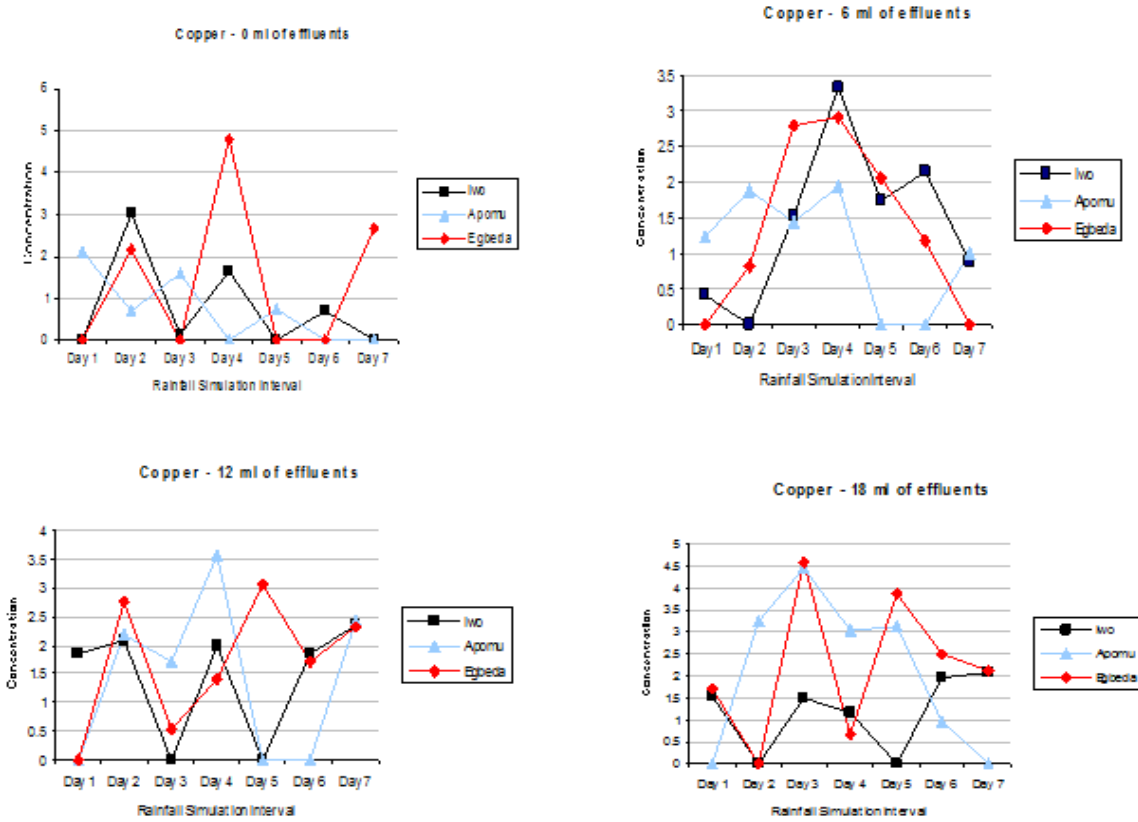 Copper - 0 ml of effluents
6
5
4
3
2
1
0
Concentration
Day 1 Day 2 Day 3 Day 4 Day 5 Day 6 Day 7
Rainfall Simulation Interval
Iwo
Apomu
Egbeda
Copper - 6 ml of effluents
3.5
3
2.5
2
1.5
1
0.5
0
Concentration
Day 1 Day 2 Day 3 Day 4 Day 5 Day 6 Day 7
Rainfall Simulation Interval
Iwo
Apomu
Egbeda
Copper - 12 ml of effluents
4
3.5
3
2.5
2
1.5
1
0.5
0
Concentration
Day 1 Day 2 Day 3 Day 4 Day 5 Day 6 Day 7
Rainfall Simulation Interval
Iwo
Apomu
Egbeda
Copper - 18 ml of effluents
5
4.5
4
3.5
3
2.5
2
1.5
1
0.5
0
Concentration
Day 1 Day 2 Day 3 Day 4 Day 5 Day 6 Day 7
Rainfall Simulation Interval
Iwo
Apomu
Egbeda